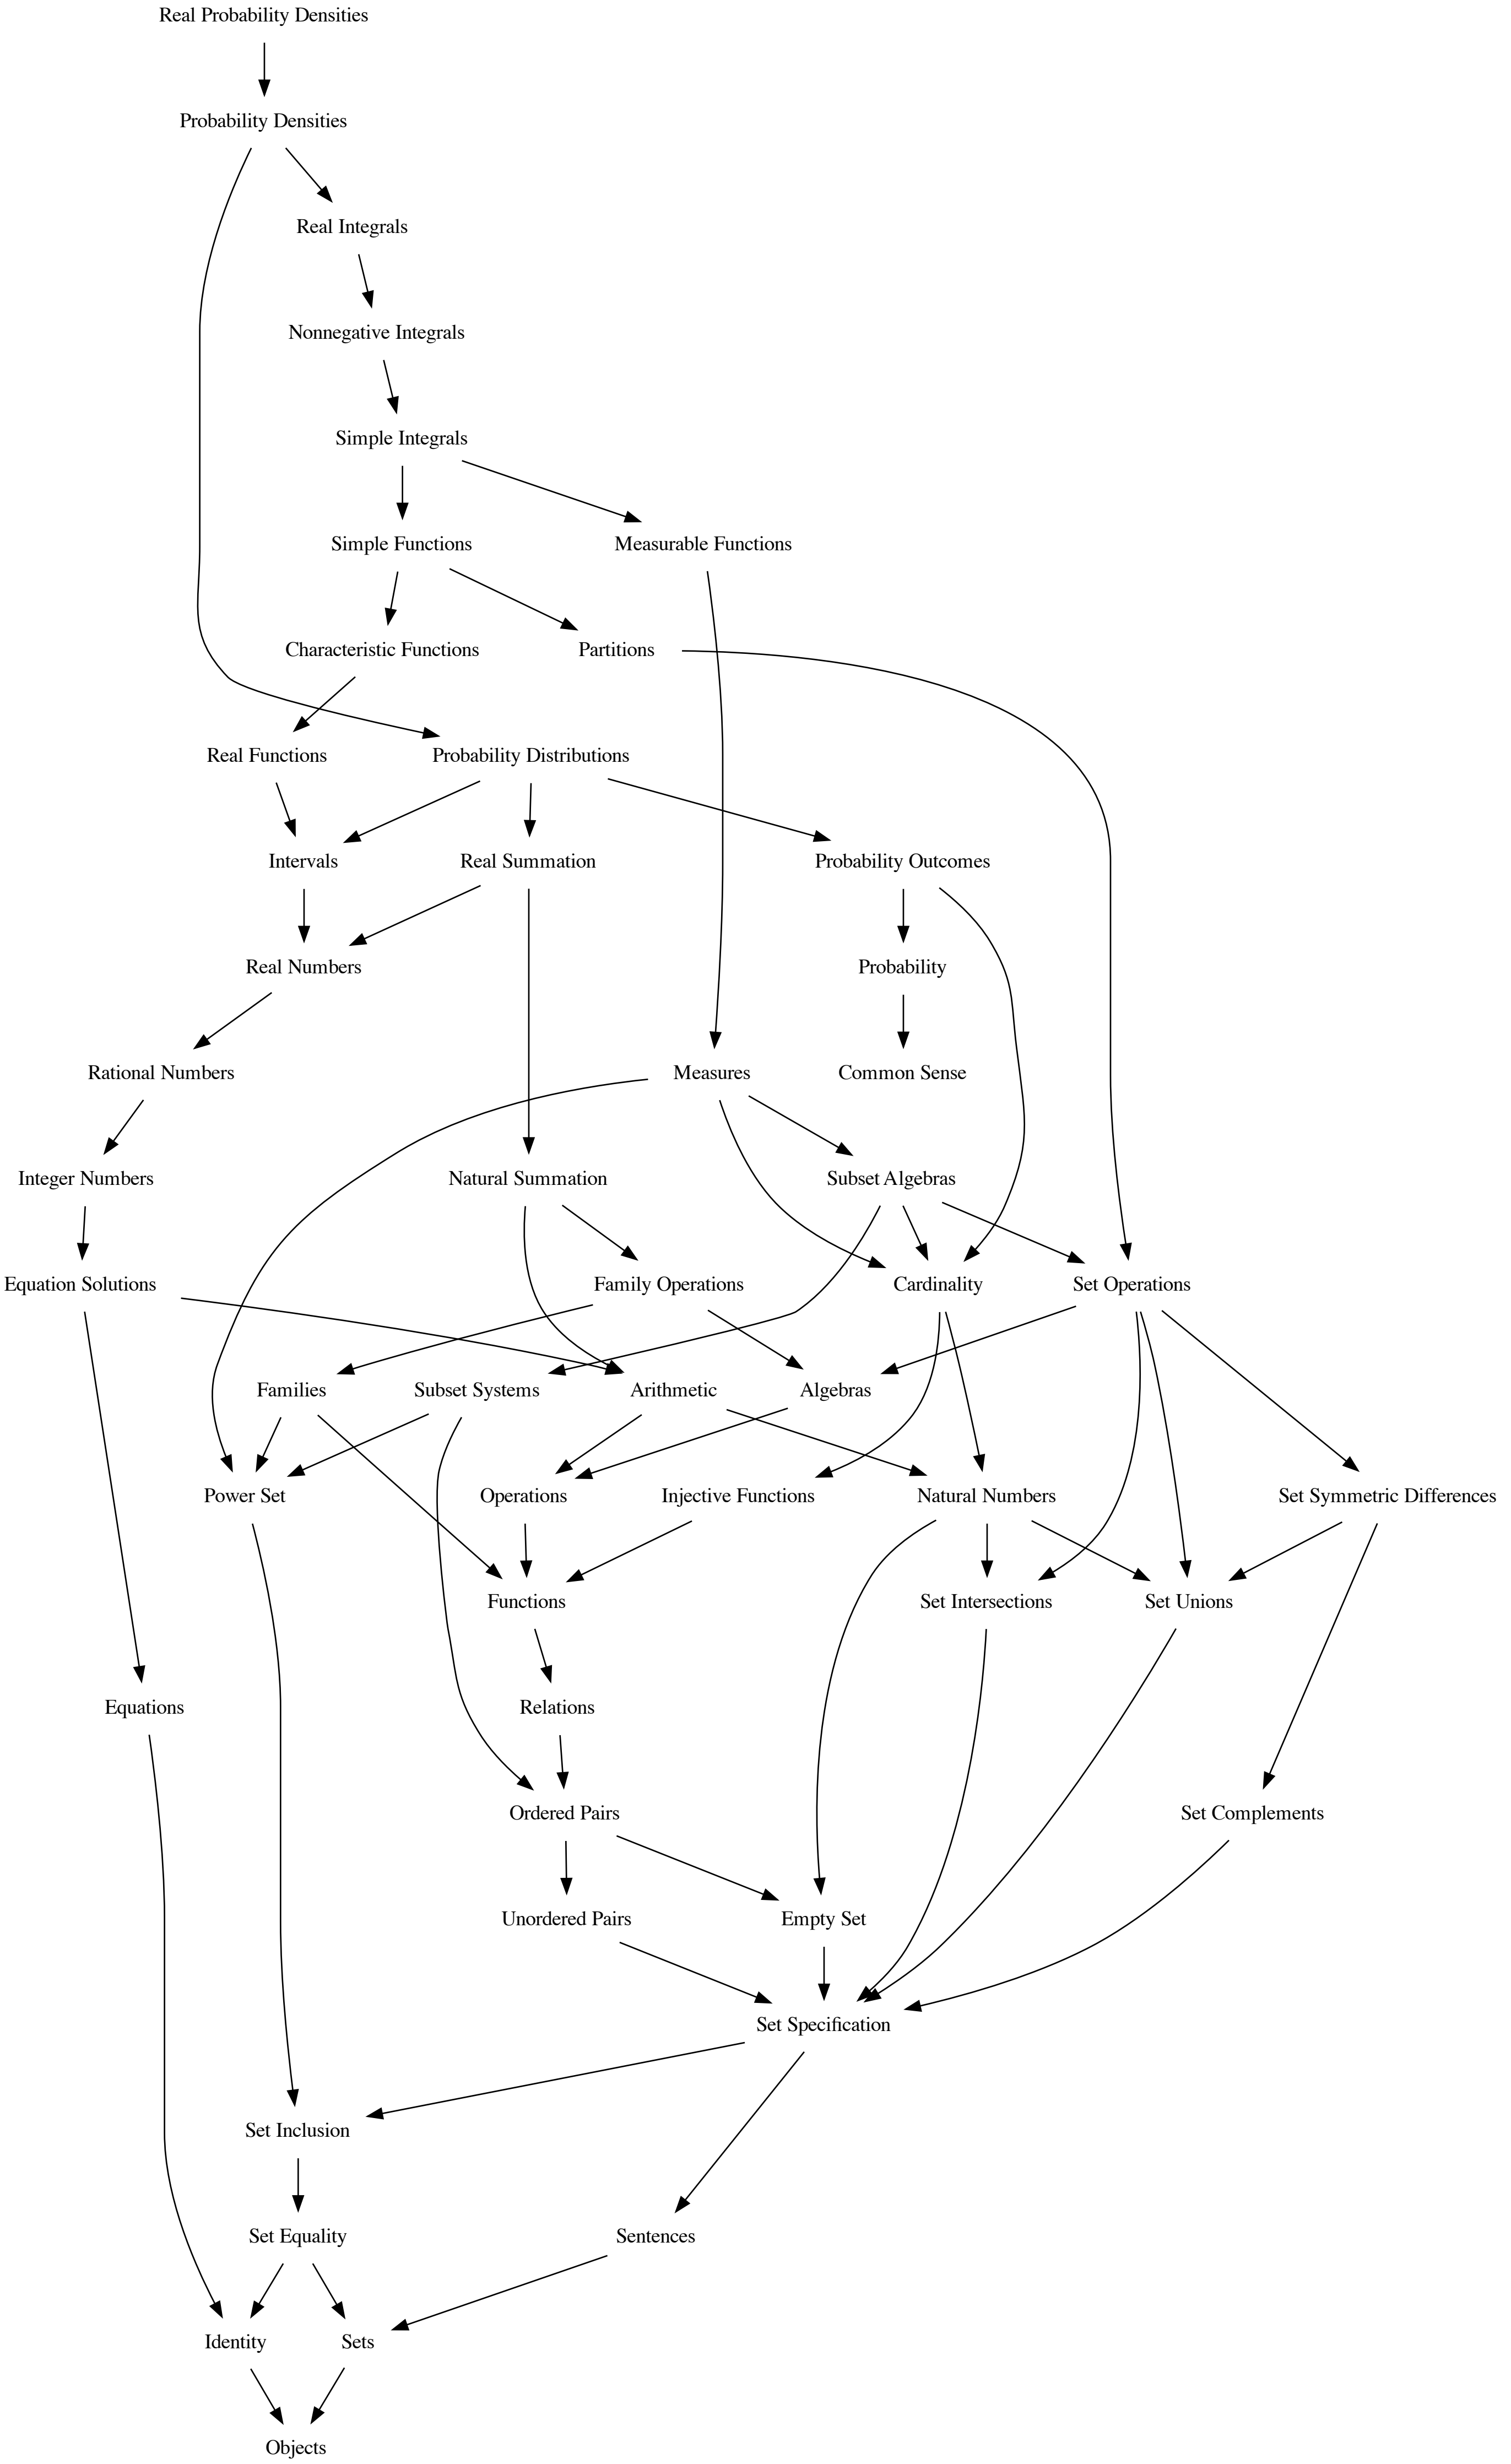 Real Probability Densities
Probability Densities
Real Integrals
Nonnegative Integrals
Simple Integrals
Simple Functions
Measurable Functions
Characteristic Functions
Partitions
Real Functions
Probability Distributions
Intervals
Real Summation
Probability Outcomes
Real Numbers
Probability
Rational Numbers
Measures
Common Sense
Integer Numbers
Natural Summation
Subset Algebras
Equation Solutions
Family Operations
Cardinality
Set Operations
Families
Subset Systems
Arithmetic
Algebras
Power Set
Operations
Injective Functions
Natural Numbers
Set Symmetric Differences
Functions
Set Intersections
Set Unions
Equations
Relations
Ordered Pairs
Set Complements
Unordered Pairs
Empty Set
Set Specification
Set Inclusion
Set Equality
Sentences
Identity
Sets
Objects